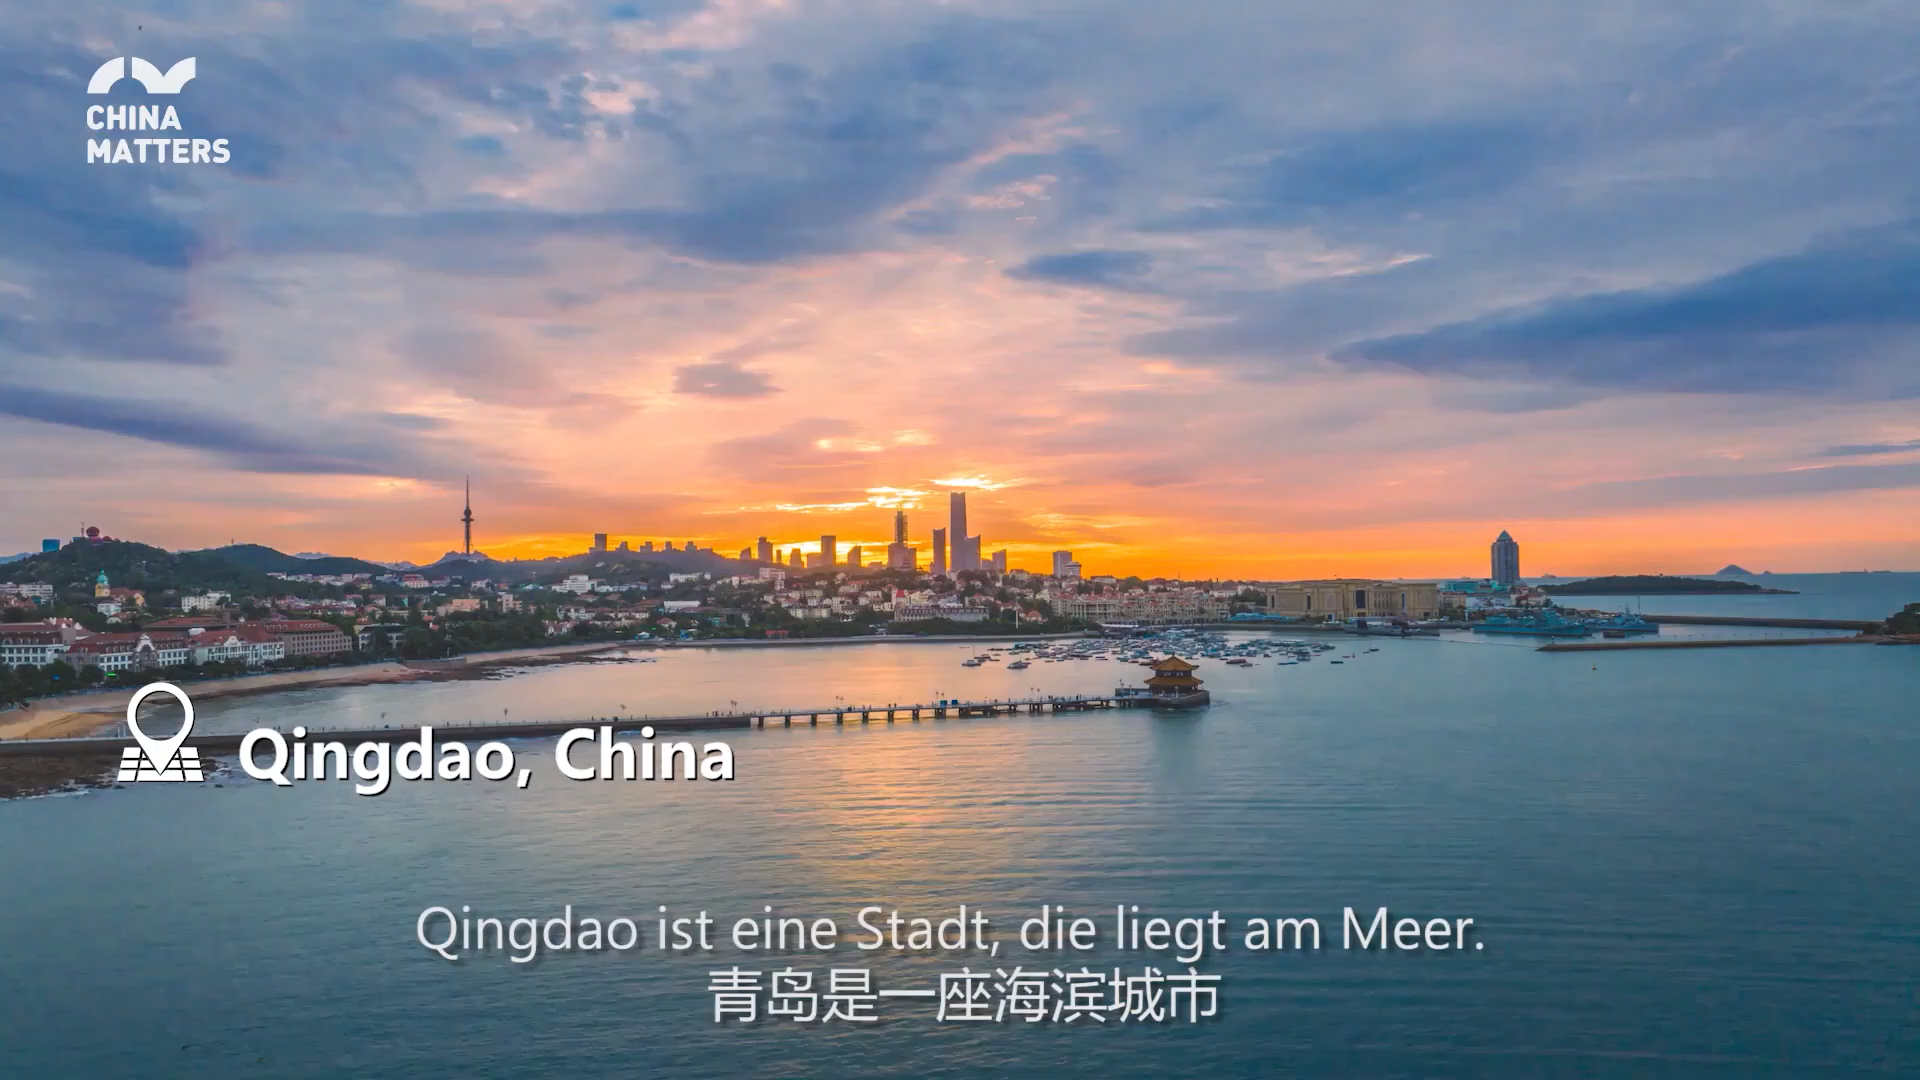 CHINA
MATTERS
Qingdao, China
Qingdao ist eine Stadt, die liegt am Meer.
青岛是一座海滨城市